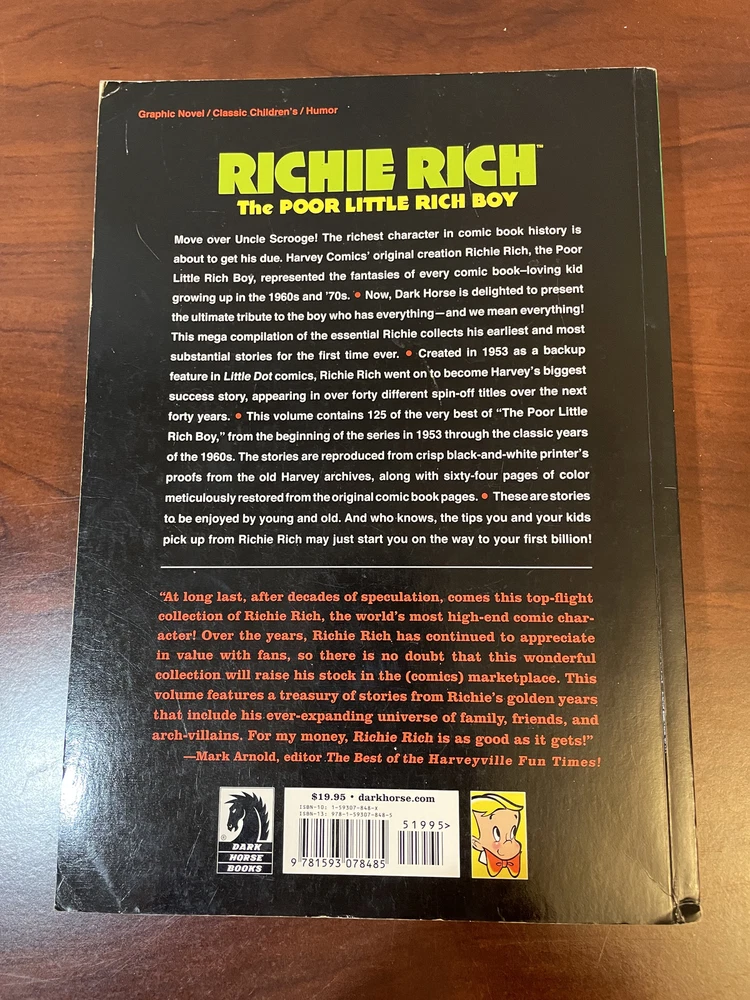 Graphic Novel / Classic Children's / Humor
RICHIE RICH™
The POOR LITTLE RICH BOY
Move over Uncle Scrooge! The richest character in comic book history is
about to get his due. Harvey Comics' original creation Richie Rich, the Poor
Little Rich Boy, represented the fantasies of every comic book–loving kid
growing up in the 1960s and '70s. • Now, Dark Horse is delighted to present
the ultimate tribute to the boy who has everything—and we mean everything!
This mega compilation of the essential Richie collects his earliest and most
substantial stories for the first time ever. • Created in 1953 as a backup
feature in Little Dot comics, Richie Rich went on to become Harvey's biggest
success story, appearing in over forty different spin-off titles over the next
forty years. • This volume contains 125 of the very best of "The Poor Little
Rich Boy," from the beginning of the series in 1953 through the classic years
of the 1960s. The stories are reproduced from crisp black-and-white printer's
proofs from the old Harvey archives, along with sixty-four pages of color
meticulously restored from the original comic book pages. • These are stories
to be enjoyed by young and old. And who knows, the tips you and your kids
pick up from Richie Rich may just start you on the way to your first billion!
"At long last, after decades of speculation, comes this top-flight
collection of Richie Rich, the world's most high-end comic char-
acter! Over the years, Richie Rich has continued to appreciate
in value with fans, so there is no doubt that this wonderful
collection will raise his stock in the (comics) marketplace. This
volume features a treasury of stories from Richie's golden years
that include his ever-expanding universe of family, friends, and
arch-villains. For my money, Richie Rich is as good as it gets!"
—Mark Arnold, editor The Best of the Harveyville Fun Times!
DARK
HORSE
BOOKS
®
$19.95 • darkhorse.com
ISBN-10: 1-59307-848-X
ISBN-13: 978-1-59307-848-5
51995>
9 781593 078485